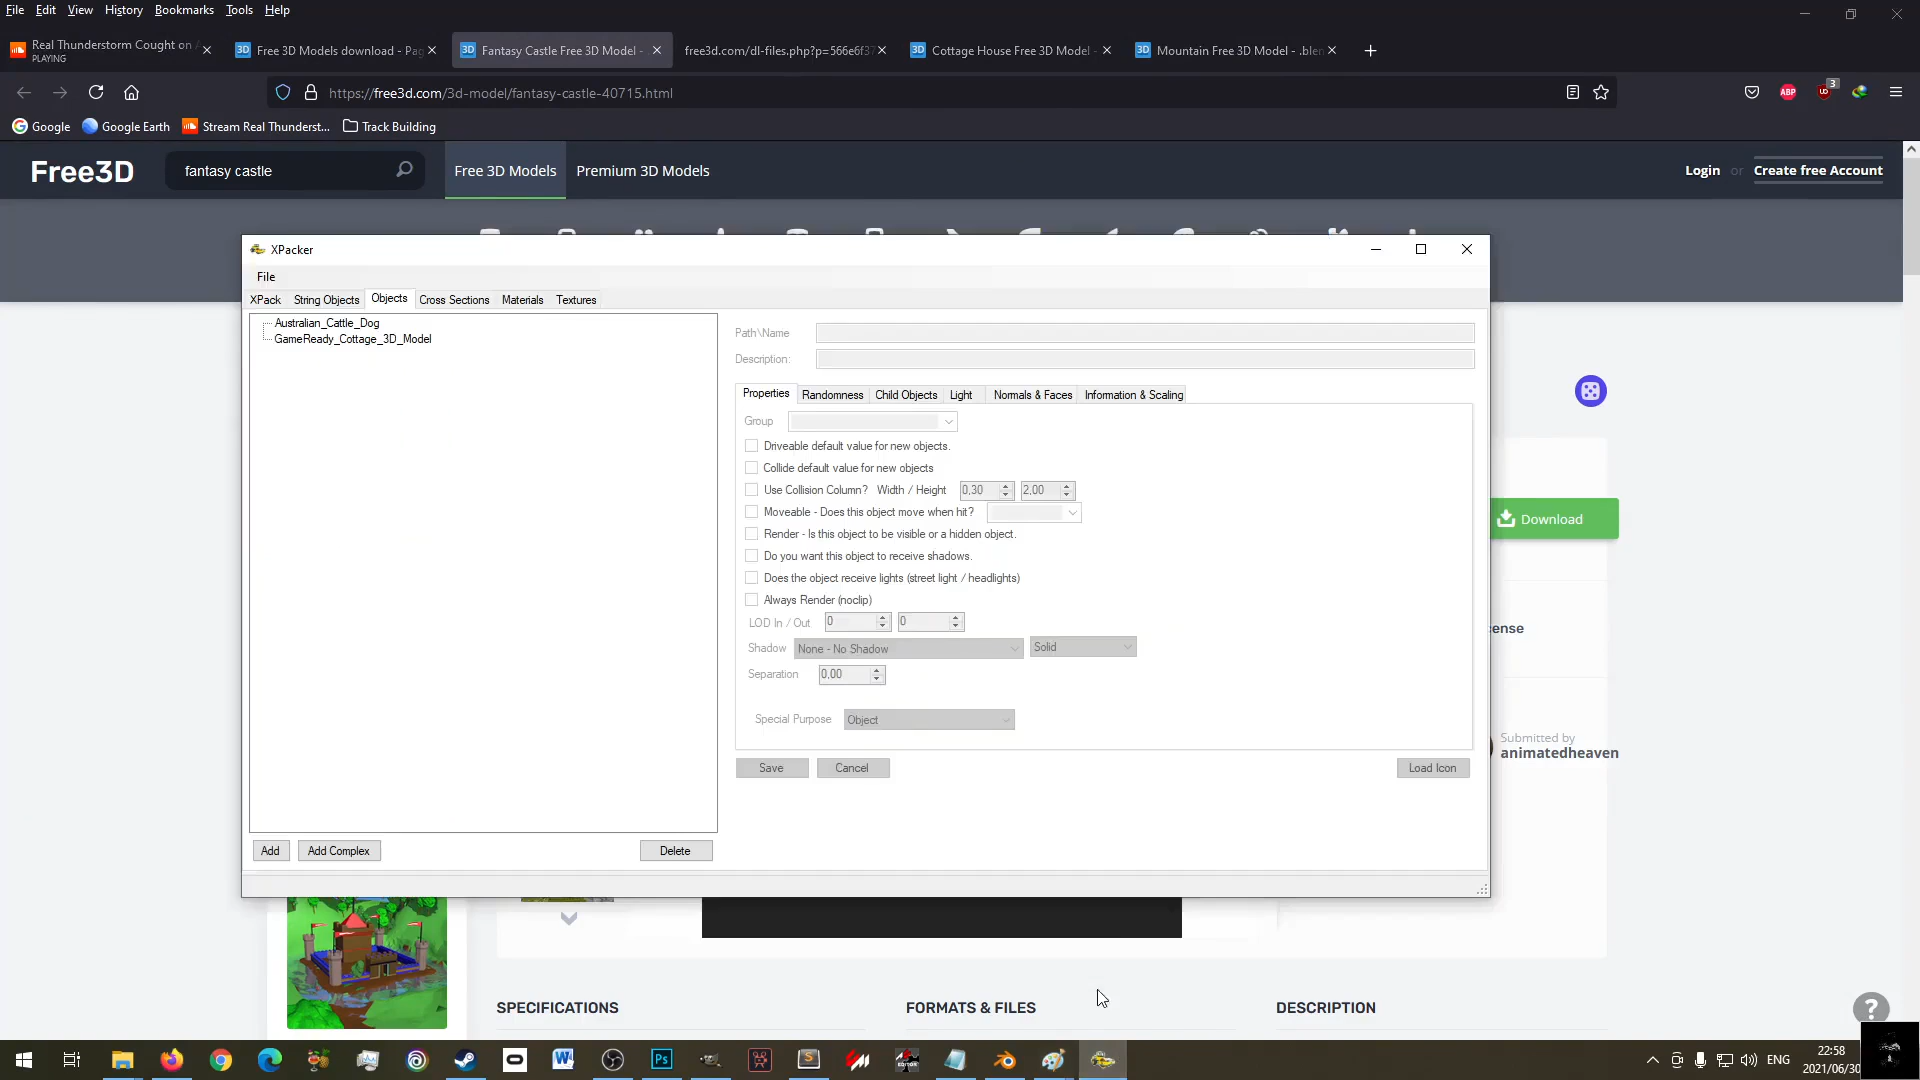 File Edit View History Bookmarks Tools Help
Real Thunderstorm Cought on
PLAYING
Free 3D Models download - Pag
Fantasy Castle Free 3D Model -
free3d.com/dl-files.php?p=566e6f37
Cottage House Free 3D Model -
Mountain Free 3D Model - .blen
https://free3d.com/3d-model/fantasy-castle-40715.html
ABP
3
Google Google Earth Stream Real Thunderst... Track Building
Free3D fantasy castle Free 3D Models Premium 3D Models Login or Create free Account
XPacker
File
XPack String Objects Objects Cross Sections Materials Textures
Australian_Cattle_Dog
GameReady_Cottage_3D_Model
Path\Name
Description:
Properties Randomness Child Objects Light Normals & Faces Information & Scaling
Group
Driveable default value for new objects.
Collide default value for new objects
Use Collision Column? Width / Height 0,30 2,00
Moveable - Does this object move when hit?
Render - Is this object to be visible or a hidden object.
Do you want this object to receive shadows.
Does the object receive lights (street light / headlights)
Always Render (noclip)
LOD In / Out 0 0
Shadow None - No Shadow Solid
Separation 0,00
Special Purpose Object
Save Cancel Load Icon
Add Add Complex Delete
Download
ense
Submitted by
animatedheaven
SPECIFICATIONS FORMATS & FILES DESCRIPTION
?
Ps
ENG
22:58
2021/06/30